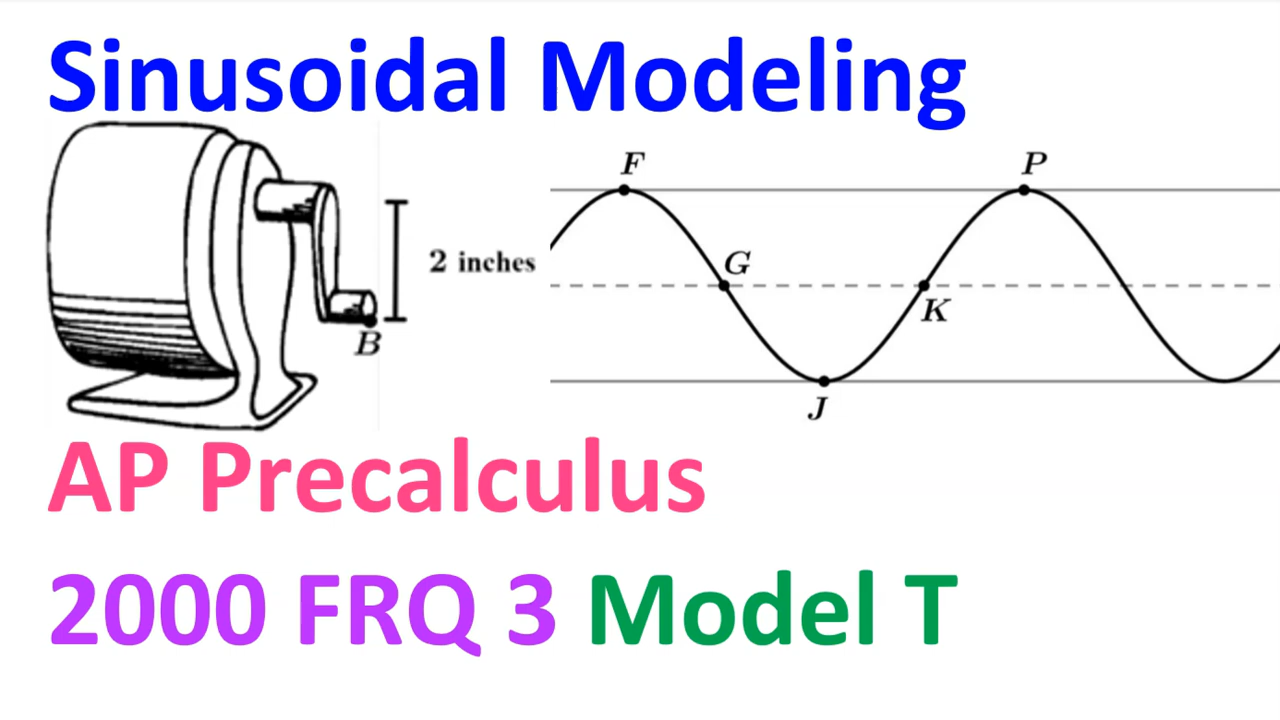 Sinusoidal Modeling
F
P
2 inches
G
K
B
J
AP Precalculus
2000 FRQ 3 Model T